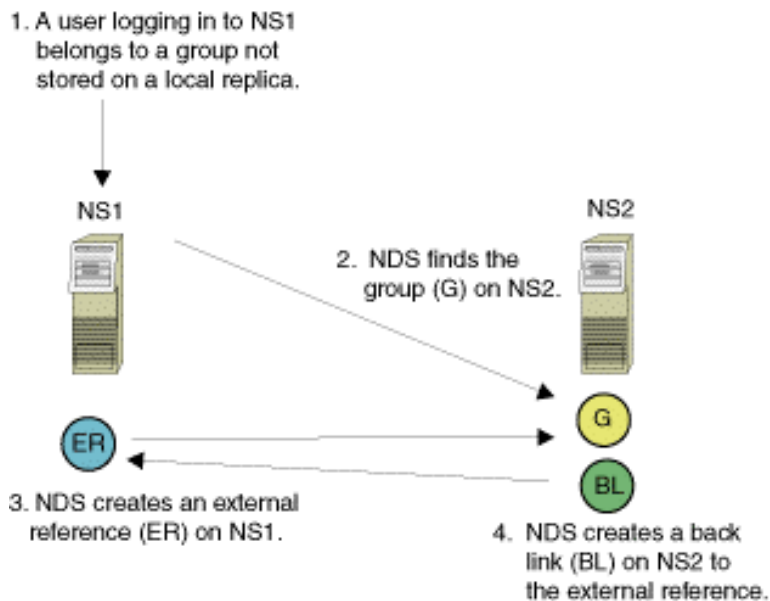 1. A user logging in to NS1
belongs to a group not
stored on a local replica.
NS1
NS2
2. NDS finds the
group (G) on NS2.
G
ER
BL
3. NDS creates an external
reference (ER) on NS1.
4. NDS creates a back
link (BL) on NS2 to
the external reference.